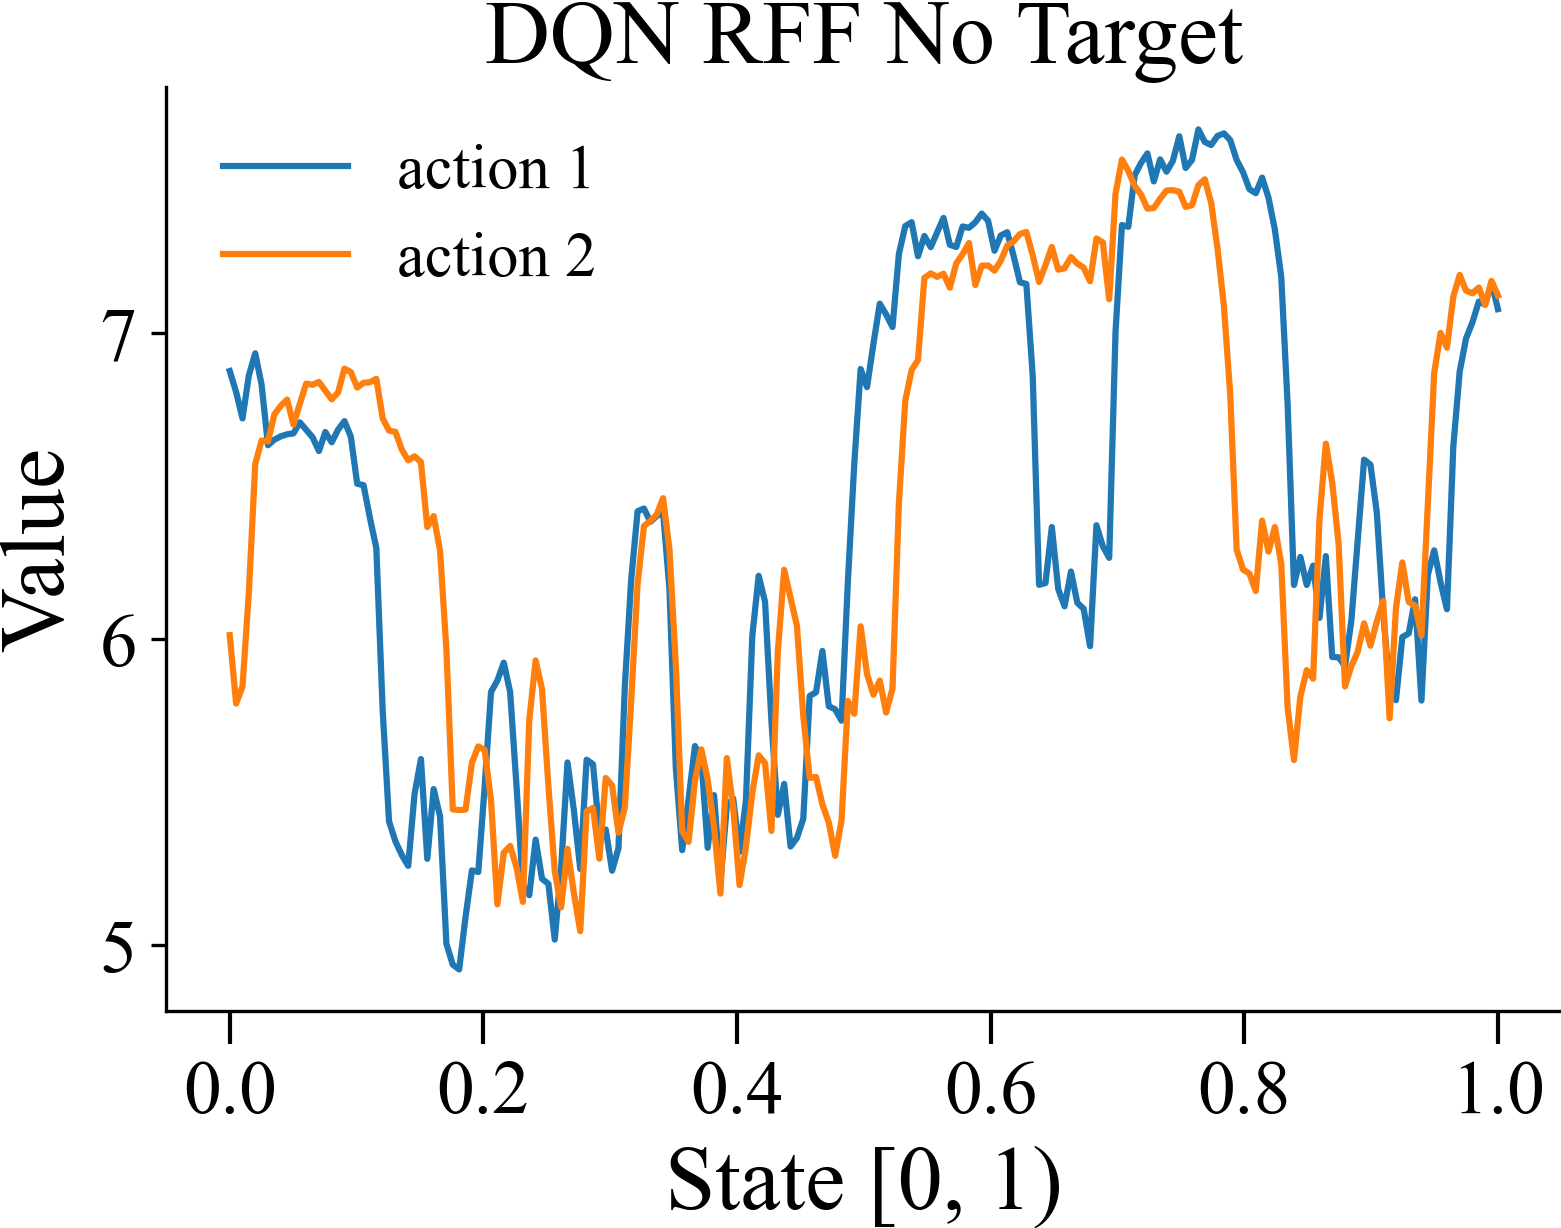 DQN RFF No Target
action 1
action 2
Value
7
6
5
0.0 0.2 0.4 0.6 0.8 1.0
State [0, 1)